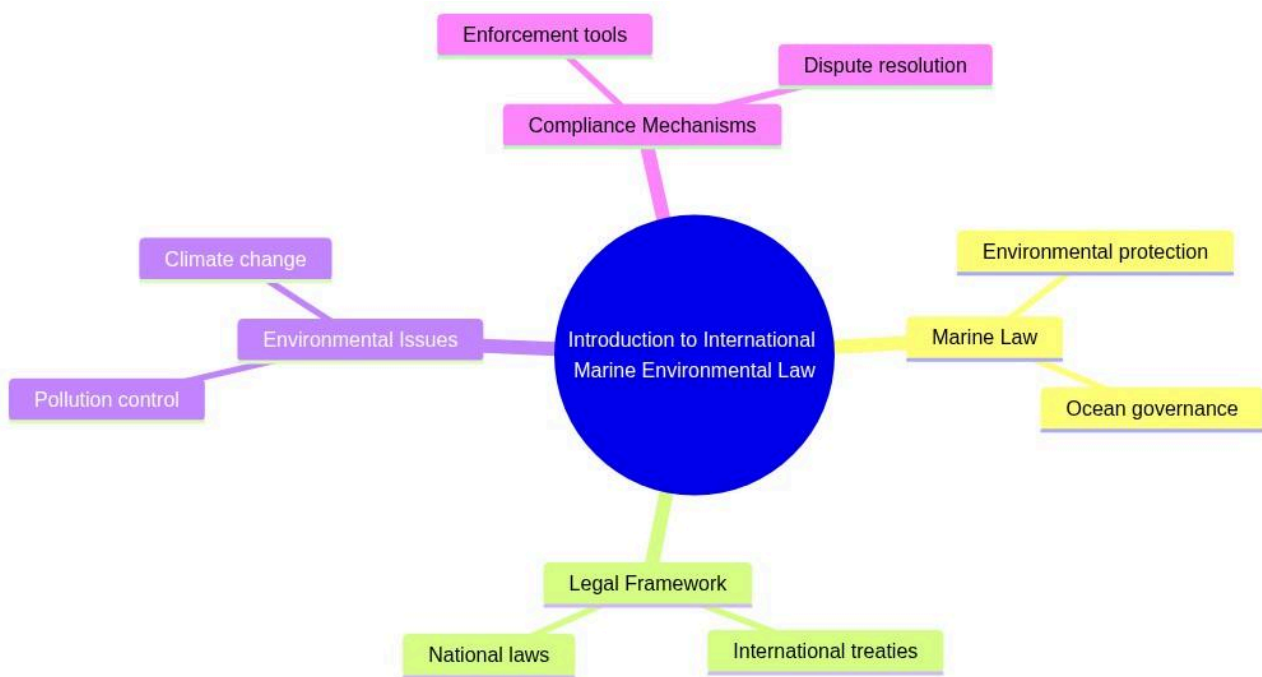 Enforcement tools
Dispute resolution
Compliance Mechanisms
Climate change
Environmental protection
Environmental Issues
Introduction to International
Marine Environmental Law
Marine Law
Pollution control
Ocean governance
Legal Framework
National laws
International treaties